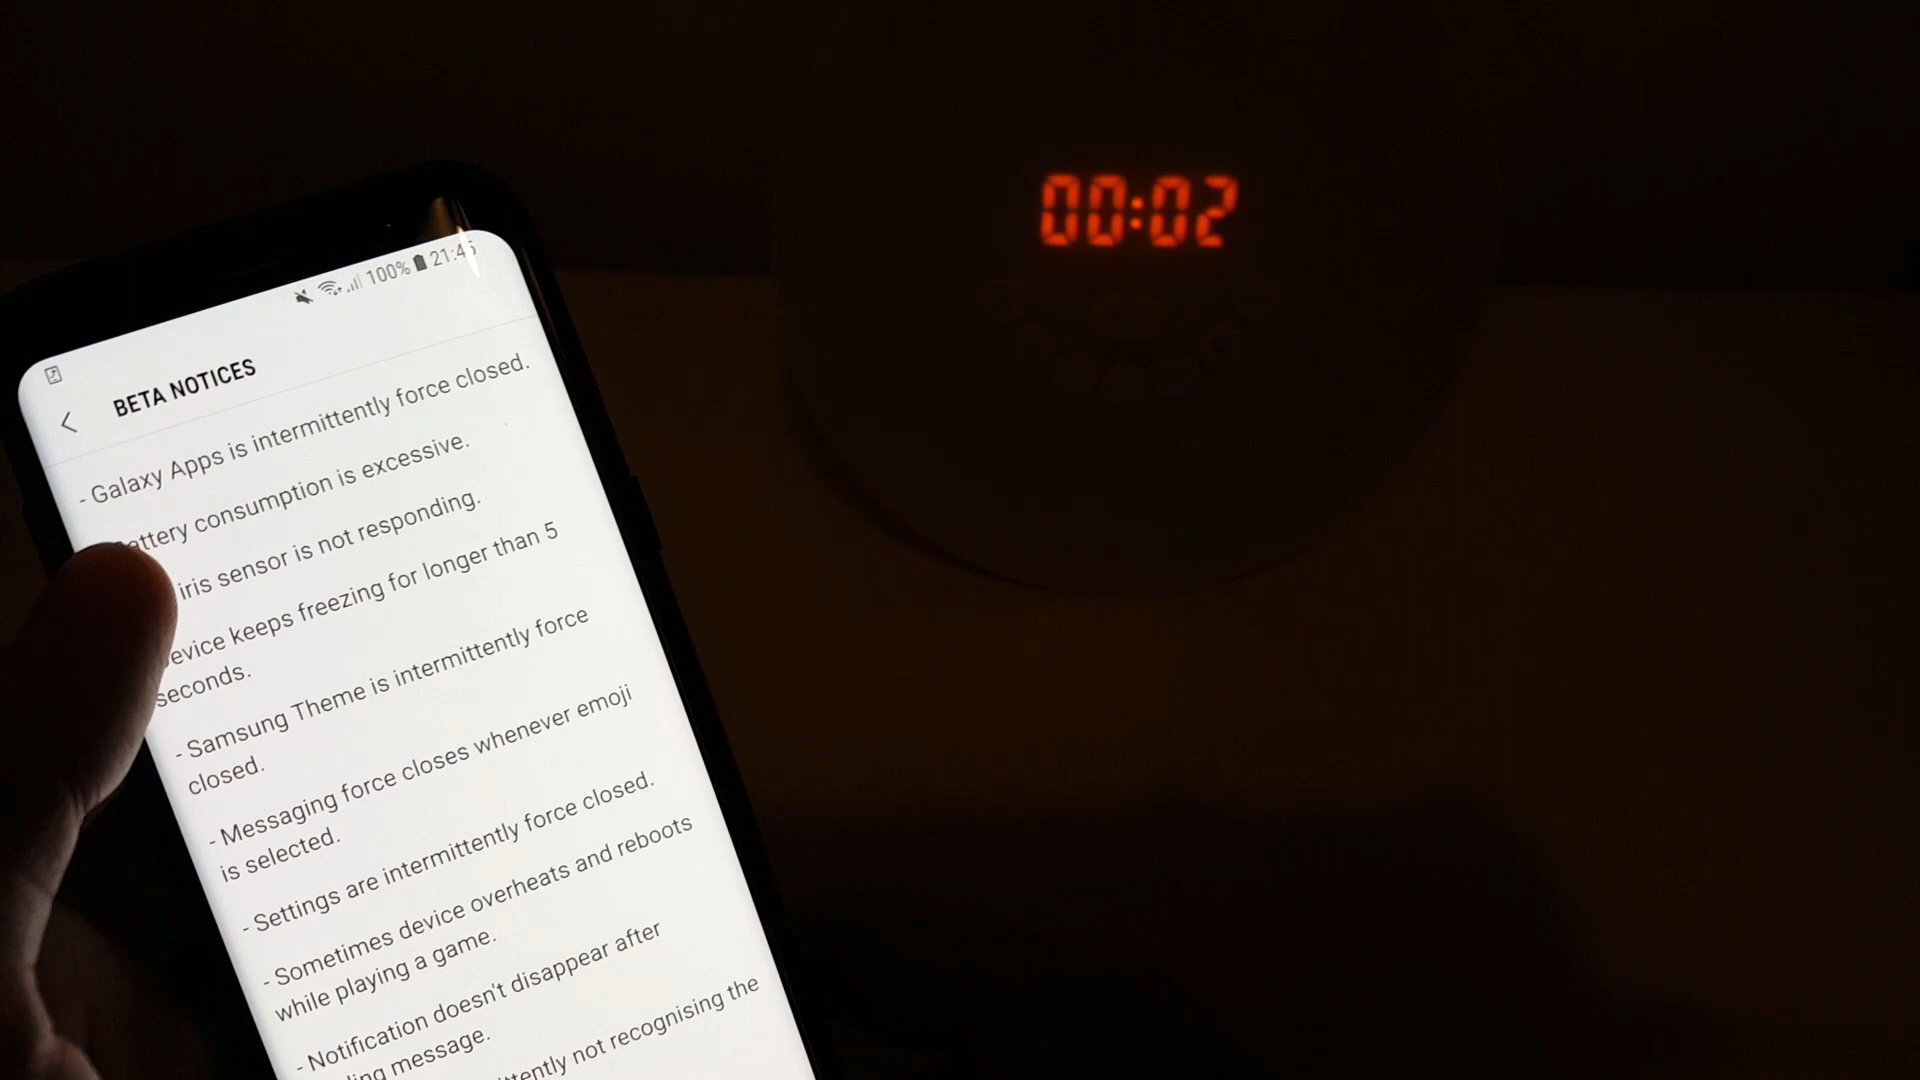 00:02
100% 21:45
BETA NOTICES
- Galaxy Apps is intermittently force closed.
consumption is excessive.
iris sensor is not responding.
keeps freezing for longer than 5
seconds.
- Samsung Theme is intermittently force
closed.
- Messaging force closes whenever emoji
is selected.
- Settings are intermittently force closed.
- Sometimes device overheats and reboots
while playing a game.
- Notification doesn't disappear after
message.
not recognising the